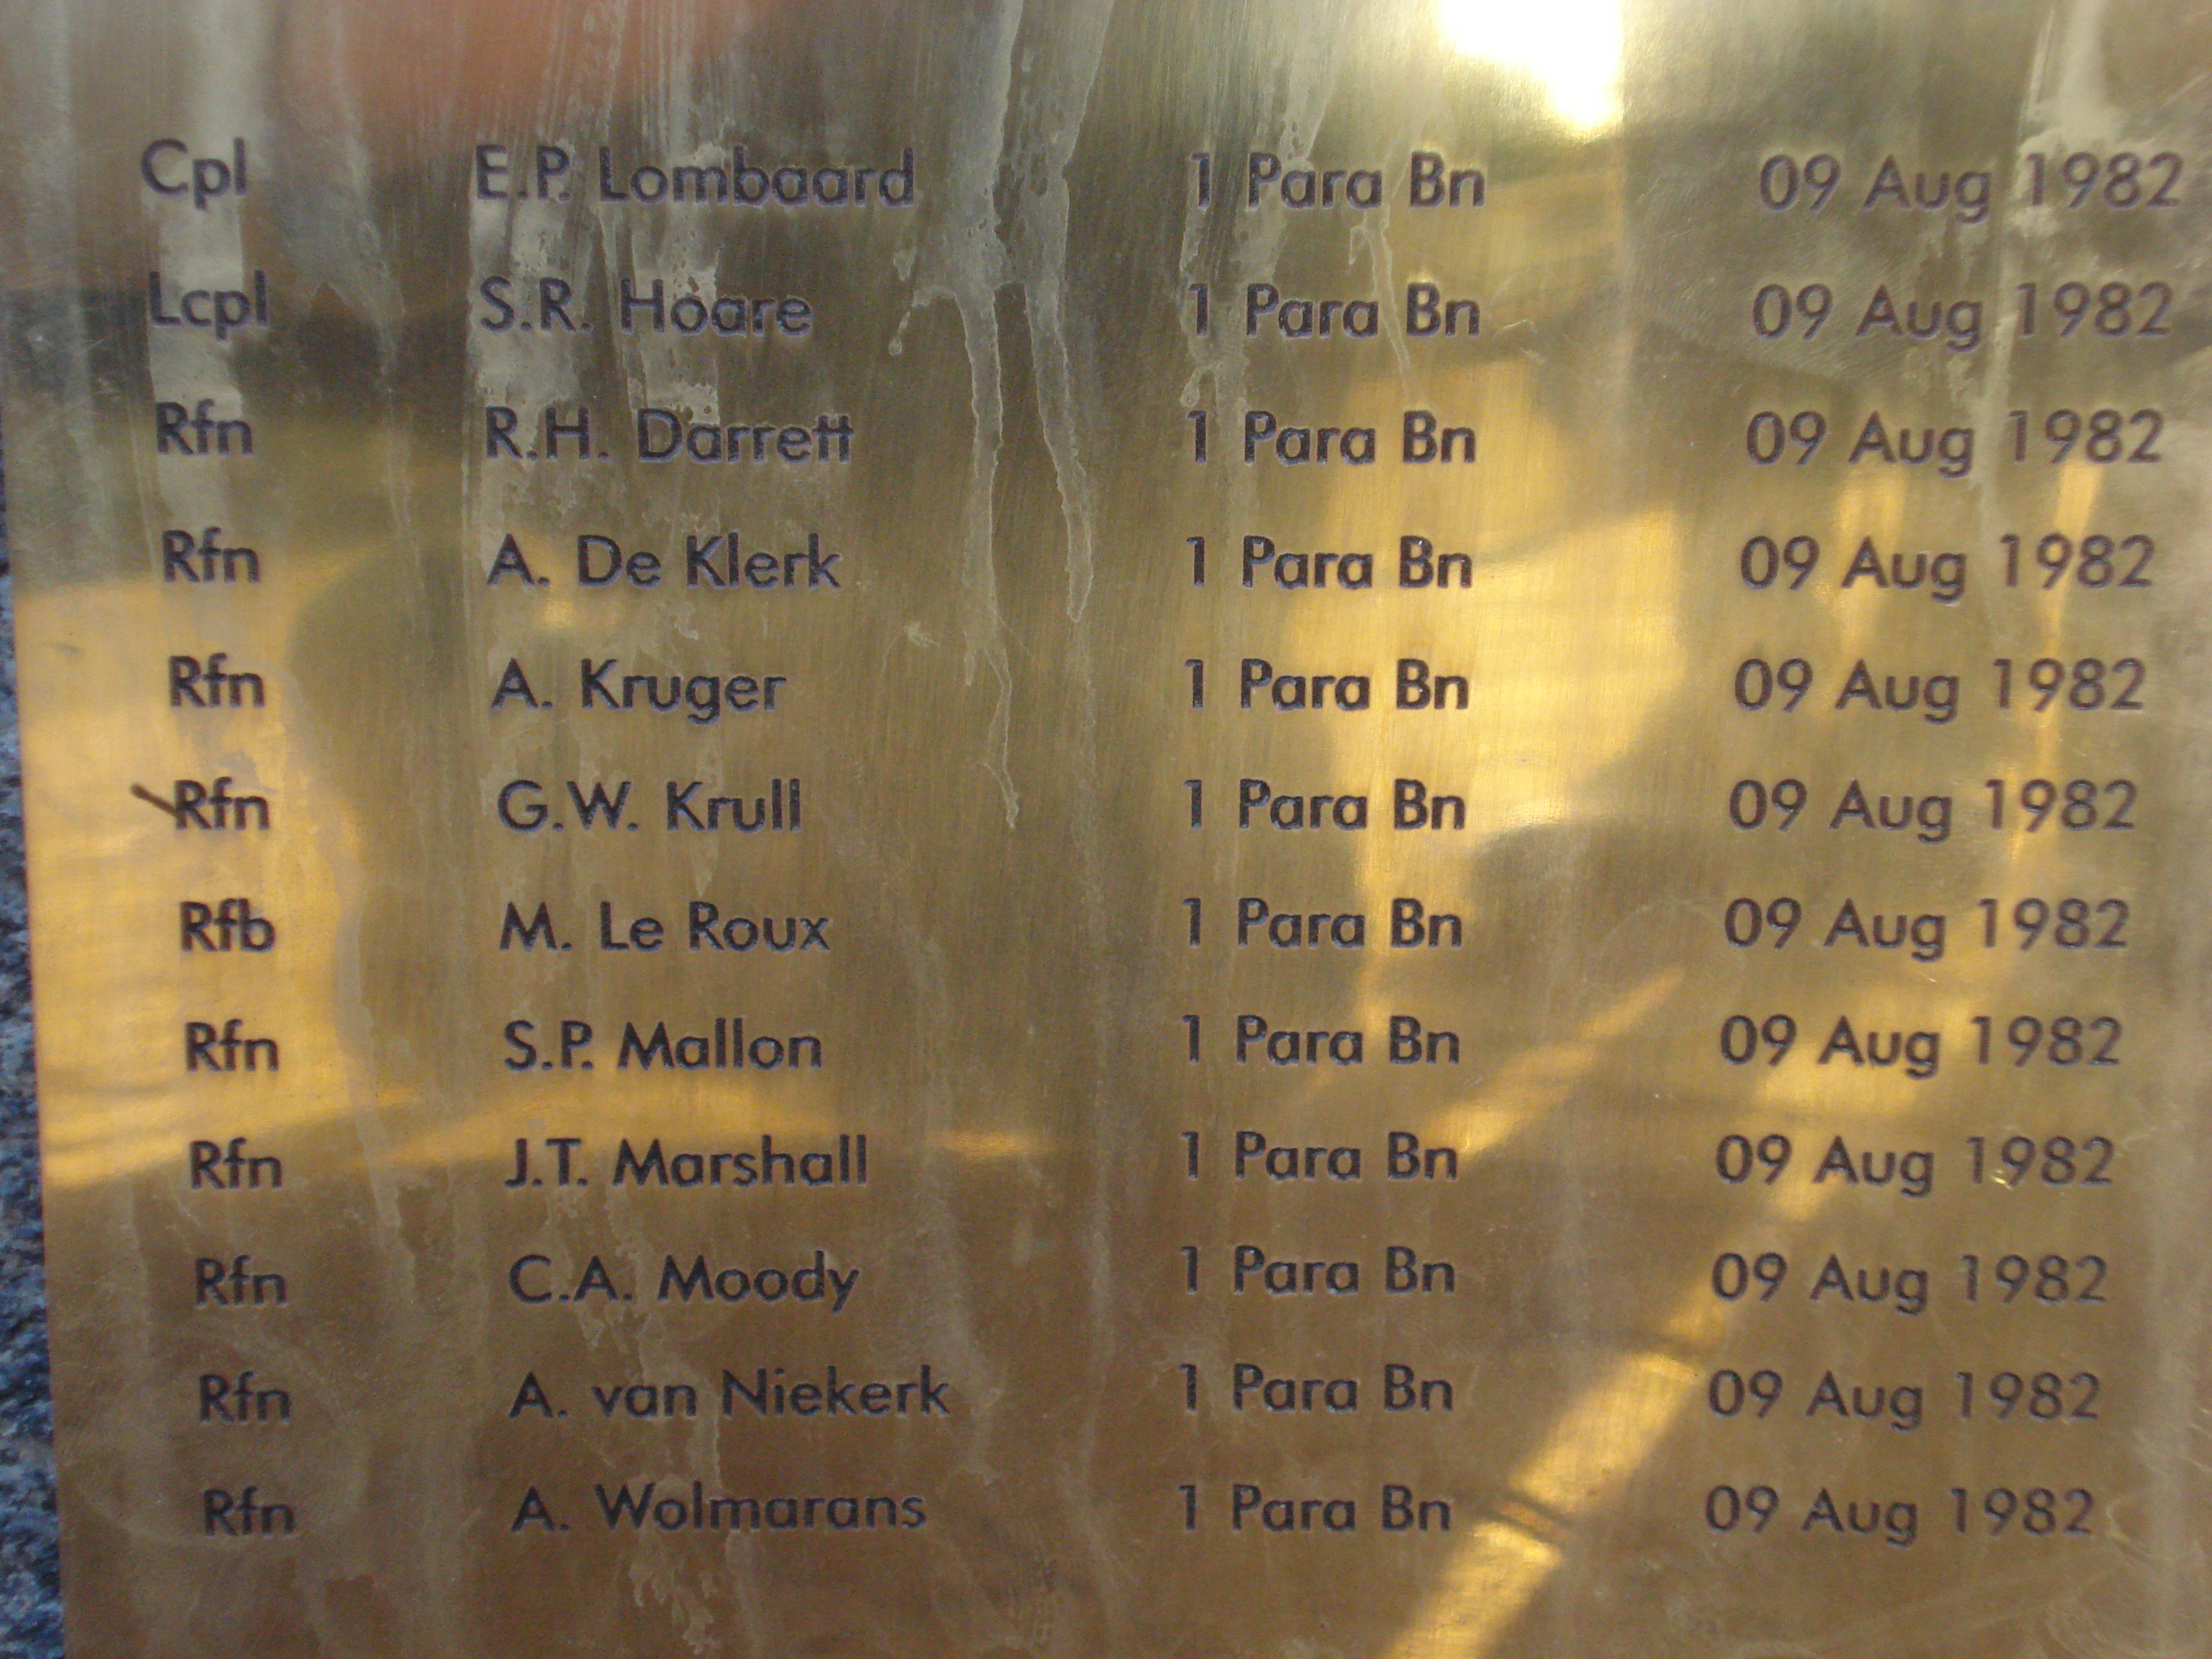 Cpl E.P. Lombaard 1 Para Bn 09 Aug 1982
Lcpl S.R. Hoare 1 Para Bn 09 Aug 1982
Rfn R.H. Darrett 1 Para Bn 09 Aug 1982
Rfn A. De Klerk 1 Para Bn 09 Aug 1982
Rfn A. Kruger 1 Para Bn 09 Aug 1982
Rfn G.W. Krull 1 Para Bn 09 Aug 1982
Rfb M. Le Roux 1 Para Bn 09 Aug 1982
Rfn S.P. Mallon 1 Para Bn 09 Aug 1982
Rfn J.T. Marshall 1 Para Bn 09 Aug 1982
Rfn C.A. Moody 1 Para Bn 09 Aug 1982
Rfn A. van Niekerk 1 Para Bn 09 Aug 1982
Rfn A. Wolmarans 1 Para Bn 09 Aug 1982